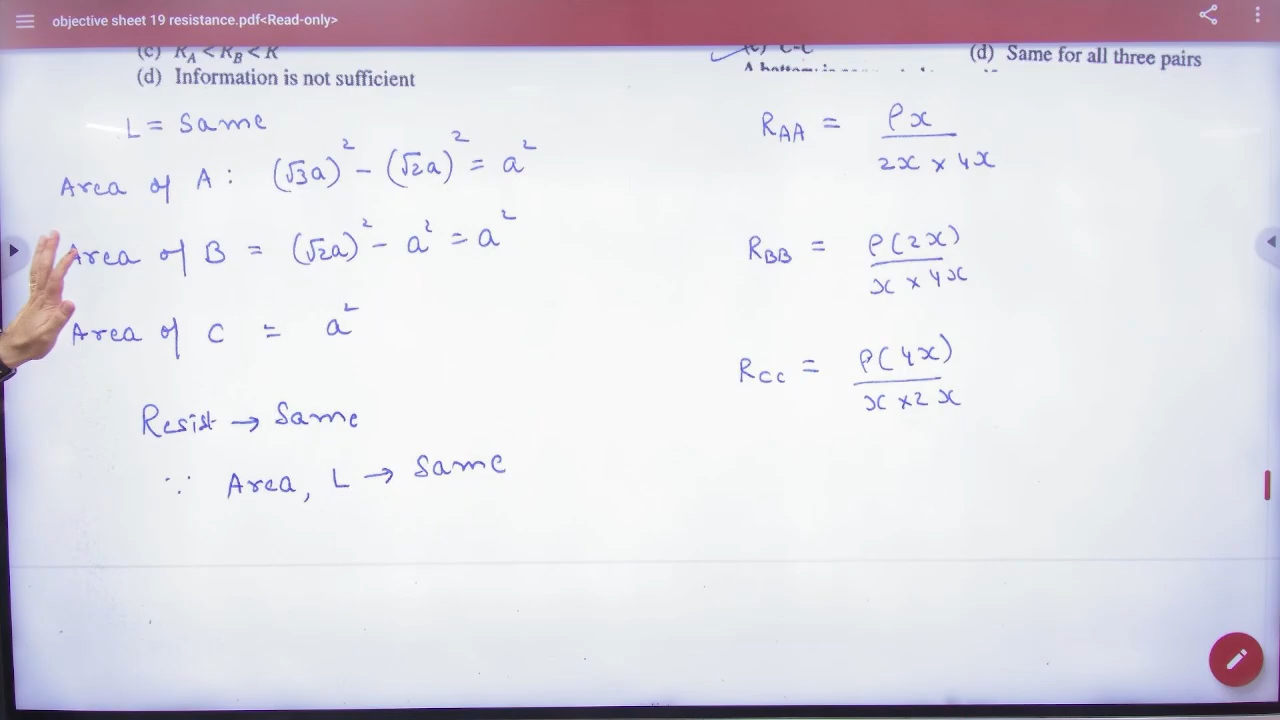 objective sheet 19 resistance.pdf<Read-only>
(c) R_A < R_B < R
(d) Information is not sufficient
L = Same
Area of A : (√3a)² - (√2a)² = a²
Area of B = (√2a)² - a² = a²
Area of C = a²
Resist → Same
∵ Area, L → Same
(c) C-C
(d) Same for all three pairs
R_AA = ρx / 2x × 4x
R_BB = ρ(2x) / x × 4x
R_CC = ρ(4x) / x × 2x